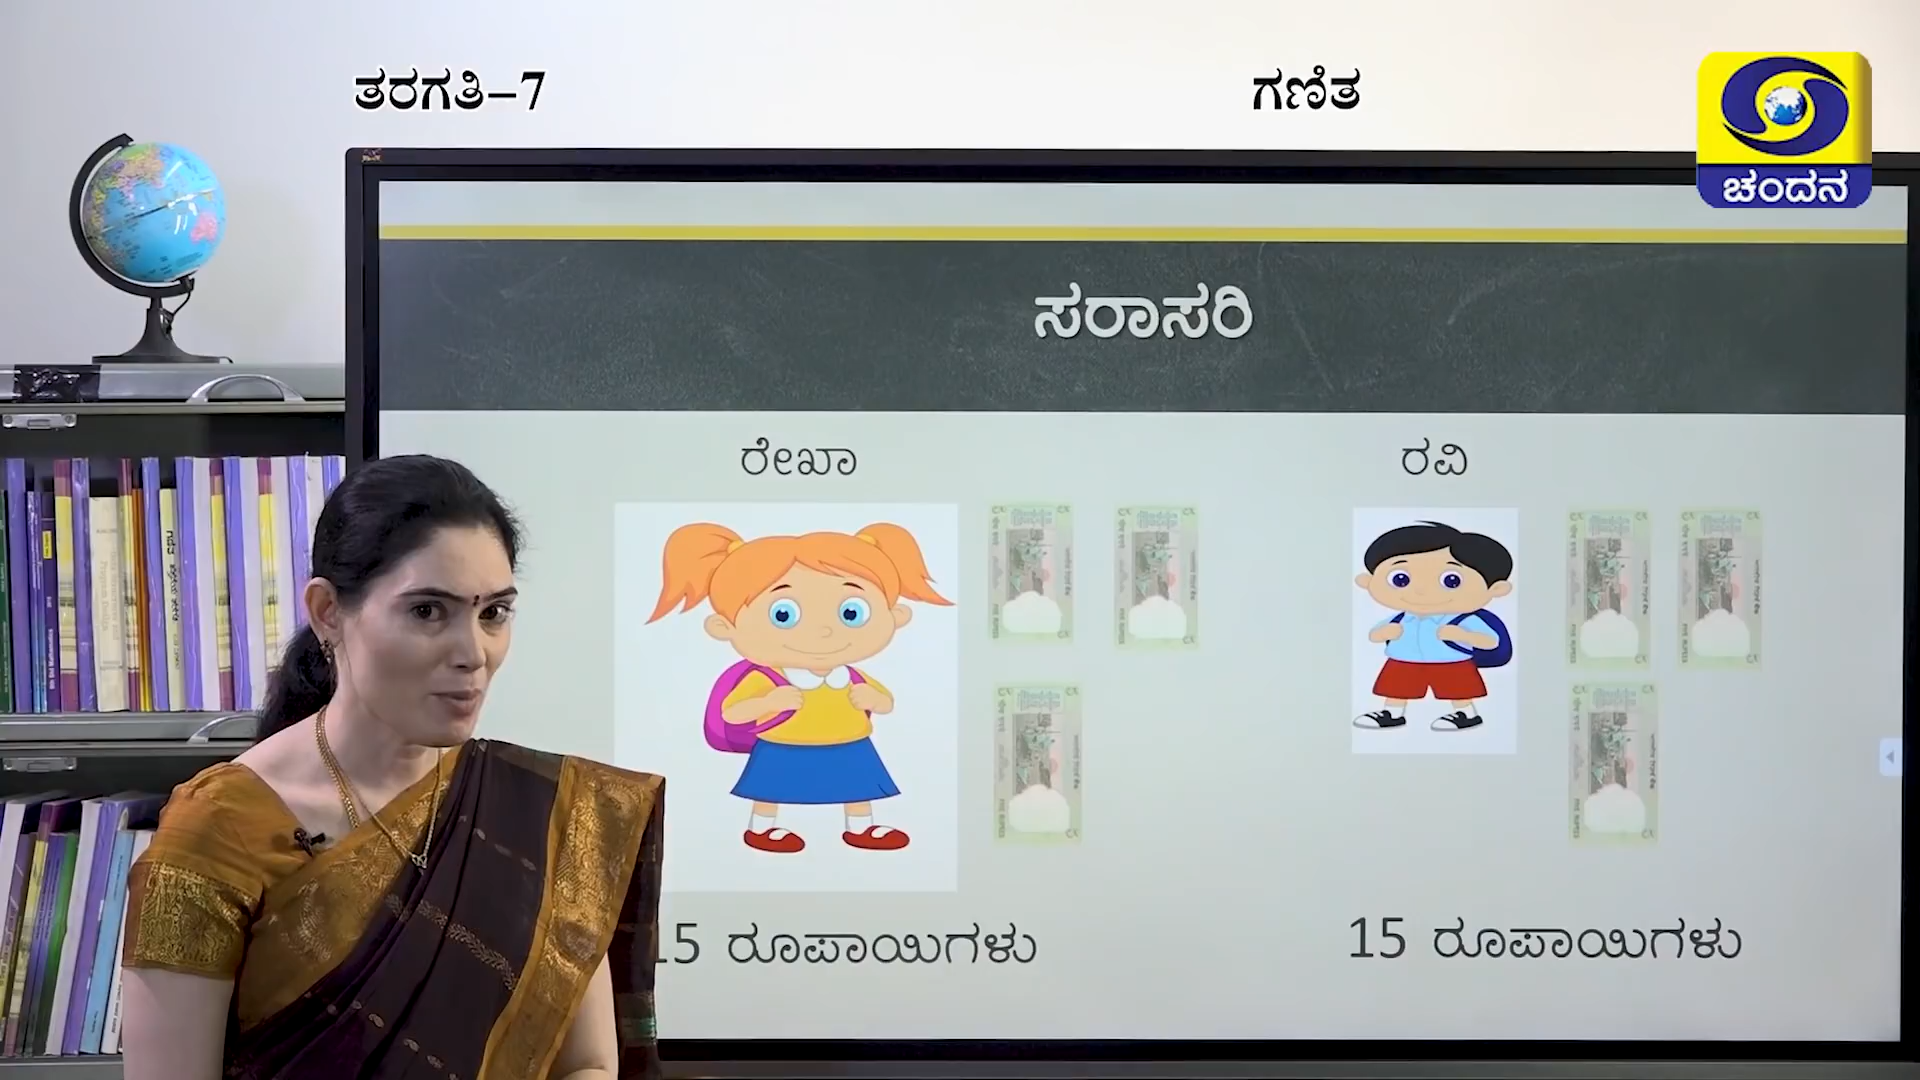 ತರಗತಿ–7
ಗಣಿತ
ಚಂದನ
ಸರಾಸರಿ
ರೇಖಾ
ರವಿ
15 ರೂಪಾಯಿಗಳು
15 ರೂಪಾಯಿಗಳು